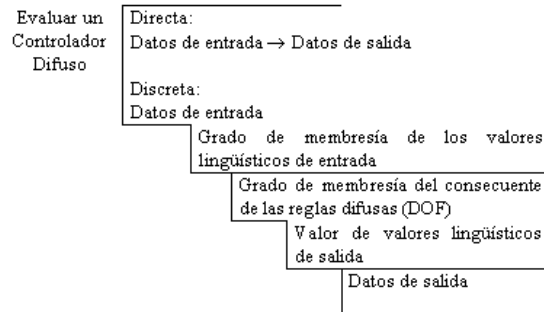 Evaluar un
Controlador
Difuso
Directa:
Datos de entrada → Datos de salida
Discreta:
Datos de entrada
Grado de membresía de los valores
lingüísticos de entrada
Grado de membresía del consecuente
de las reglas difusas (DOF)
Valor de valores lingüísticos
de salida
Datos de salida